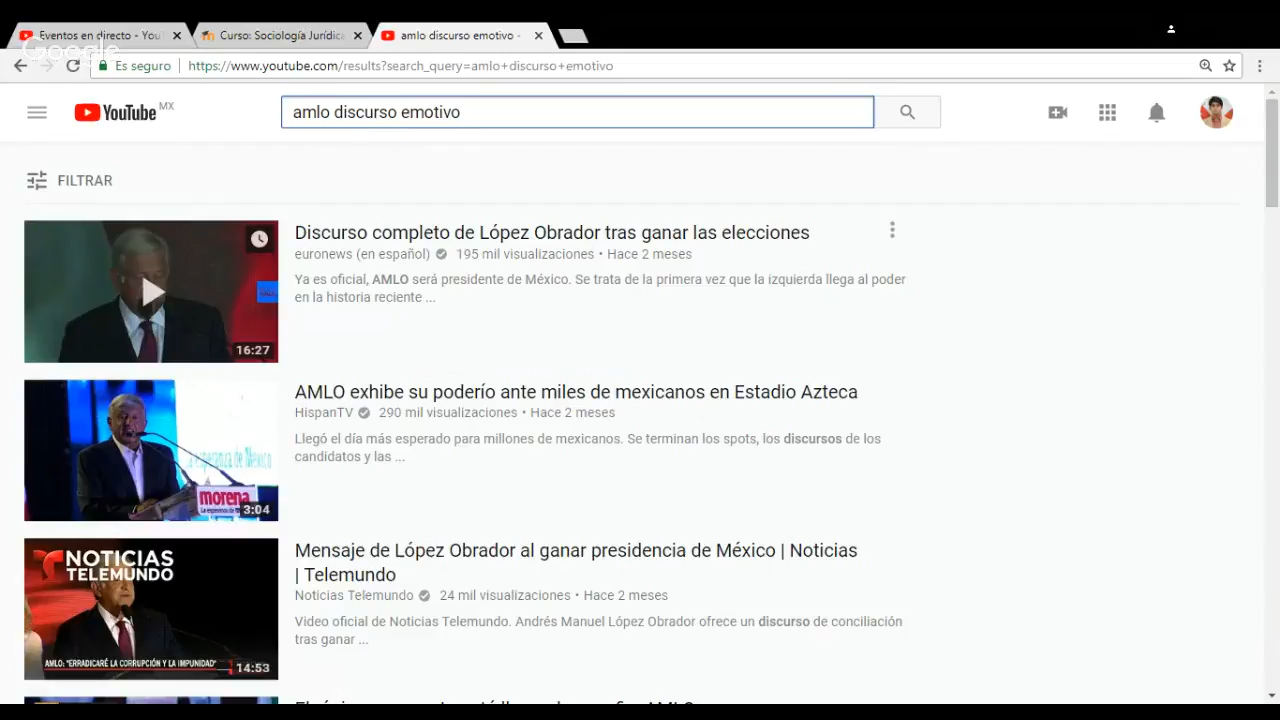 Eventos en directo - You
Curso: Sociología Jurídica
amlo discurso emotivo -
Google
Es seguro
https://www.youtube.com/results?search_query=amlo+discurso+emotivo
YouTube MX
amlo discurso emotivo
FILTRAR
Discurso completo de López Obrador tras ganar las elecciones
euronews (en español) 195 mil visualizaciones • Hace 2 meses
Ya es oficial, AMLO será presidente de México. Se trata de la primera vez que la izquierda llega al poder
en la historia reciente ...
16:27
AMLO exhibe su poderío ante miles de mexicanos en Estadio Azteca
HispanTV 290 mil visualizaciones • Hace 2 meses
Llegó el día más esperado para millones de mexicanos. Se terminan los spots, los discursos de los
candidatos y las ...
la esperanza de México
morena
3:04
Mensaje de López Obrador al ganar presidencia de México | Noticias
| Telemundo
Noticias Telemundo 24 mil visualizaciones • Hace 2 meses
Video oficial de Noticias Telemundo. Andrés Manuel López Obrador ofrece un discurso de conciliación
tras ganar ...
NOTICIAS
TELEMUNDO
AMLO: "ERRADICARÉ LA CORRUPCIÓN Y LA IMPUNIDAD"
14:53